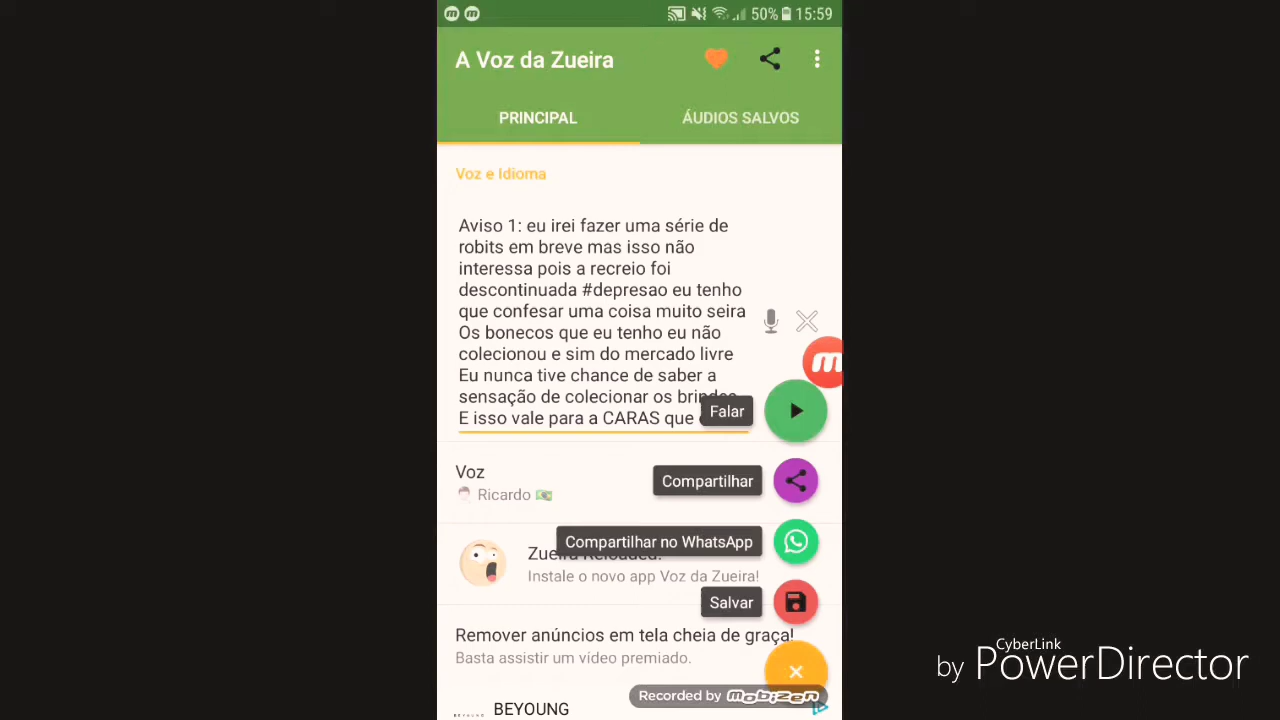 50% 15:59
A Voz da Zueira
PRINCIPAL
ÁUDIOS SALVOS
Voz e Idioma
Aviso 1: eu irei fazer uma série de
robits em breve mas isso não
interessa pois a recreio foi
descontinuada #depresao eu tenho
que confesar uma coisa muito seira
Os bonecos que eu tenho eu não
colecionou e sim do mercado livre
Eu nunca tive chance de saber a
sensação de colecionar os brindes
E isso vale para a CARAS que
Falar
Voz
Ricardo
Compartilhar
Compartilhar no WhatsApp
Zueira Reloaded!
Instale o novo app Voz da Zueira!
Salvar
Remover anúncios em tela cheia de graça!
Basta assistir um vídeo premiado.
Recorded by Mobizen
BEYOUNG
CyberLink
by PowerDirector